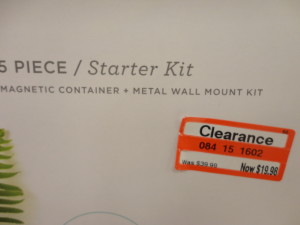 5 PIECE / Starter Kit
MAGNETIC CONTAINER + METAL WALL MOUNT KIT
Clearance
084 15 1602
Was $39.99
Now $19.98